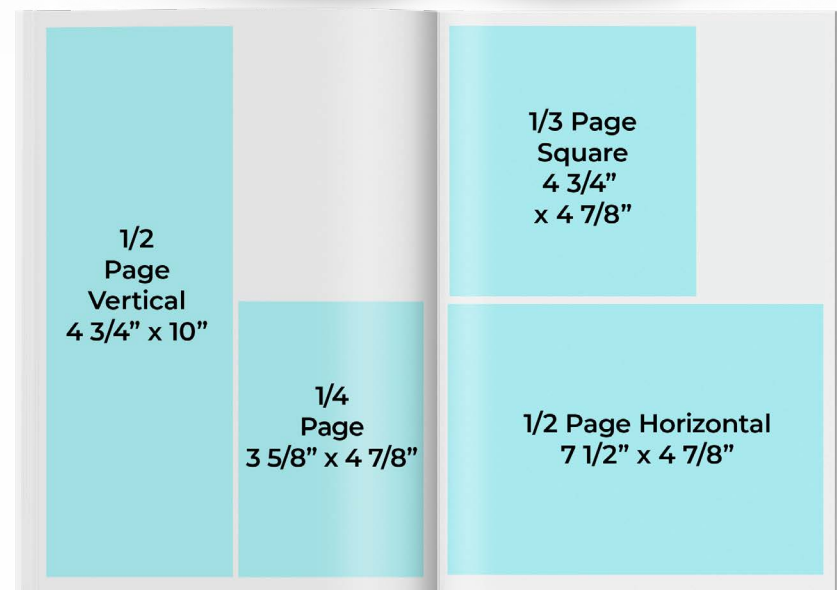 1/2
Page
Vertical
4 3/4” x 10”
1/4
Page
3 5/8” x 4 7/8”
1/3 Page
Square
4 3/4”
x 4 7/8”
1/2 Page Horizontal
7 1/2” x 4 7/8”